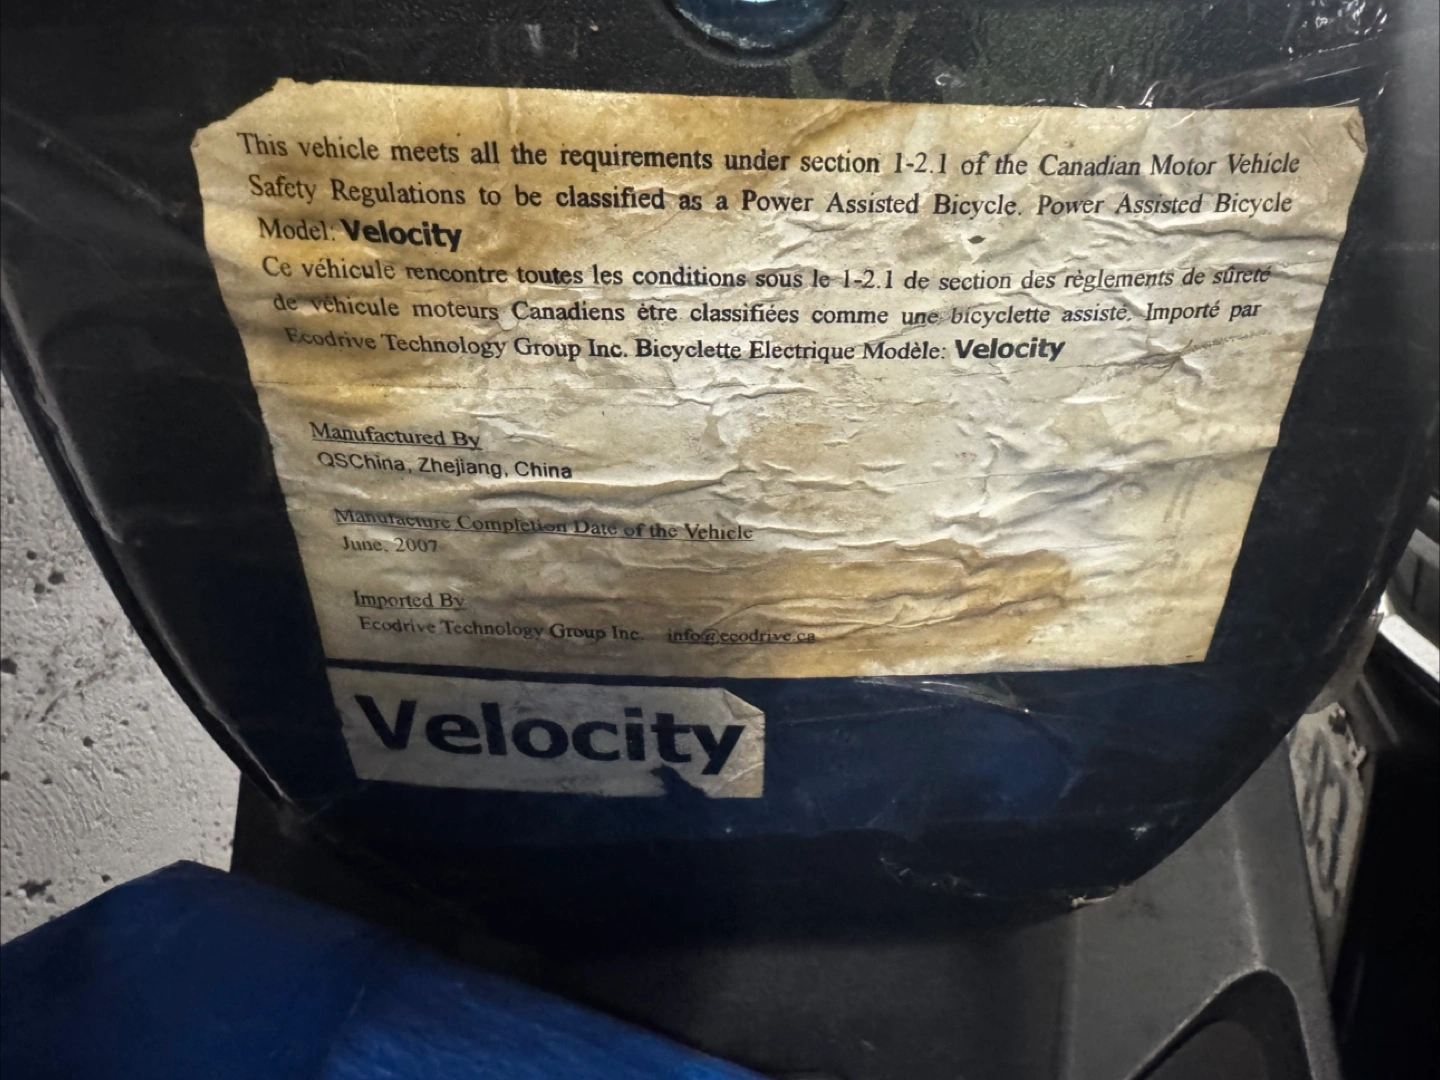 This vehicle meets all the requirements under section 1-2.1 of the Canadian Motor Vehicle
Safety Regulations to be classified as a Power Assisted Bicycle. Power Assisted Bicycle
Model: Velocity
Ce véhicule rencontre toutes les conditions sous le 1-2.1 de section des règlements de sûreté
de véhicule moteurs Canadiens être classifiées comme une bicyclette assiste. Importé par
Ecodrive Technology Group Inc. Bicyclette Electrique Modèle: Velocity
Manufactured By
QSChina, Zhejiang, China
Manufacture Completion Date of the Vehicle
June, 2007
Imported By
Ecodrive Technology Group Inc. info@ecodrive.ca
Velocity